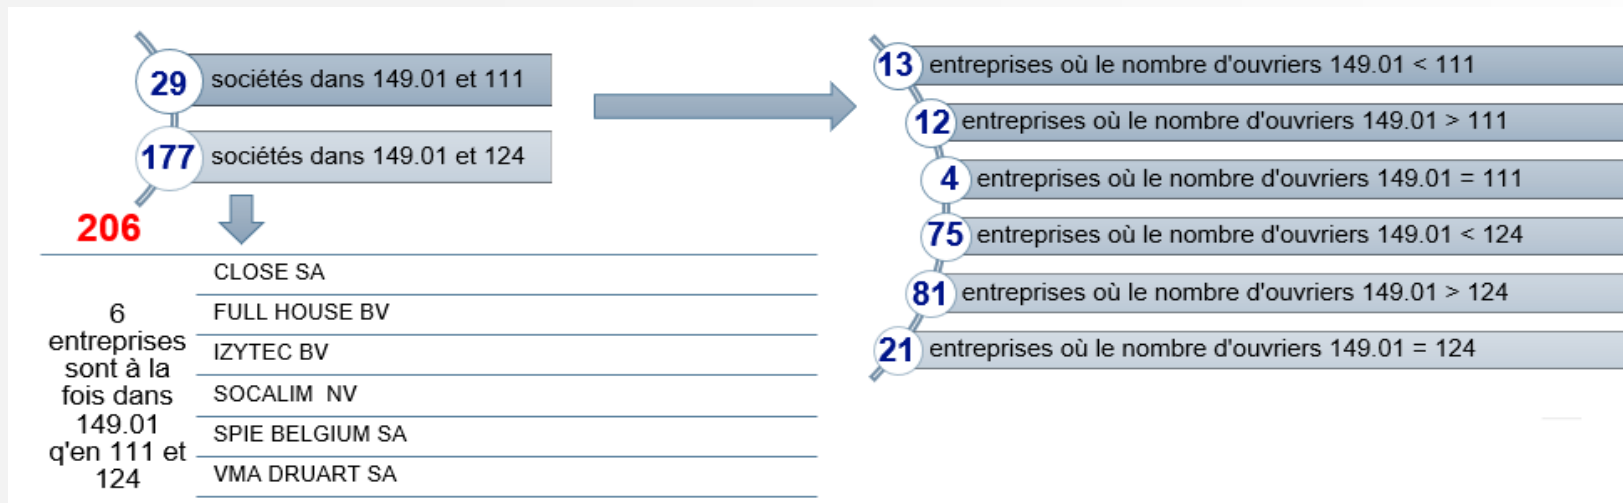 29 sociétés dans 149.01 et 111
177 sociétés dans 149.01 et 124
206
6
entreprises
sont à la
fois dans
149.01
q'en 111 et
124
CLOSE SA
FULL HOUSE BV
IZYTEC BV
SOCALIM  NV
SPIE BELGIUM SA
VMA DRUART SA
13 entreprises où le nombre d'ouvriers 149.01 < 111
12 entreprises où le nombre d'ouvriers 149.01 > 111
4 entreprises où le nombre d'ouvriers 149.01 = 111
75 entreprises où le nombre d'ouvriers 149.01 < 124
81 entreprises où le nombre d'ouvriers 149.01 > 124
21 entreprises où le nombre d'ouvriers 149.01 = 124